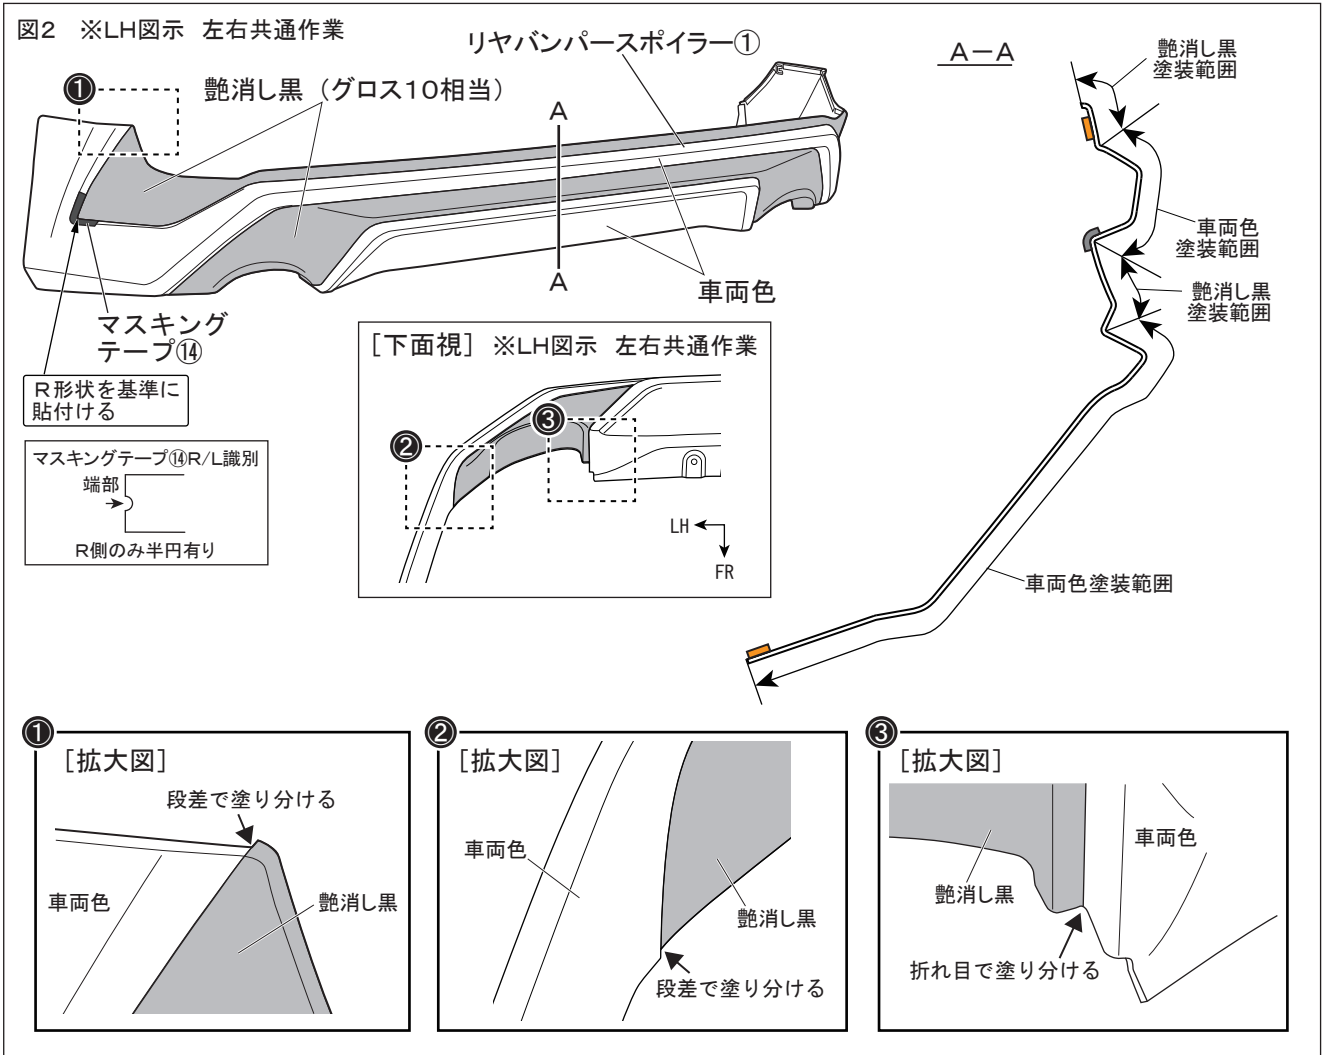 図2 ※LH図示 左右共通作業
リヤバンパースポイラー①
艶消し黒（グロス10相当）
❶
A
A
車両色
マスキング
テープ⑭
R形状を基準に
貼付ける
マスキングテープ⑭R/L識別
端部
R側のみ半円有り
［下面視］ ※LH図示 左右共通作業
❷
❸
LH
FR
A－A
艶消し黒
塗装範囲
車両色
塗装範囲
艶消し黒
塗装範囲
車両色塗装範囲
❶
［拡大図］
段差で塗り分ける
車両色
艶消し黒
❷
［拡大図］
車両色
艶消し黒
段差で塗り分ける
❸
［拡大図］
車両色
艶消し黒
折れ目で塗り分ける